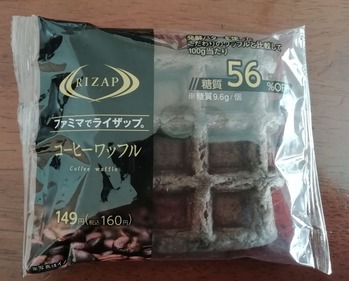 発酵バターを使った
こだわりのワッフルと比較して
100g当たり
糖質 56 %OFF
※糖質9.6g/個
RIZAP
ファミマでライザップ。
コーヒーワッフル
Coffee waffle
149円(税込160円)